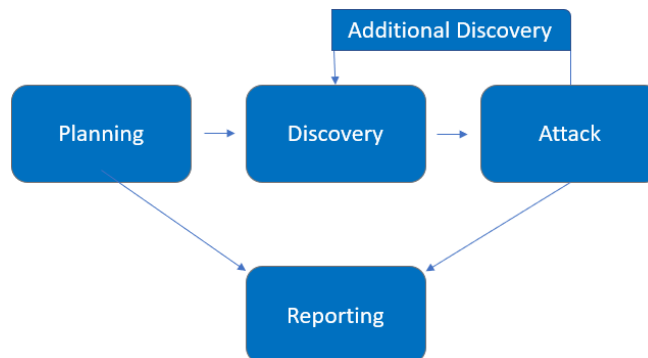 Additional Discovery
Planning
Discovery
Attack
Reporting